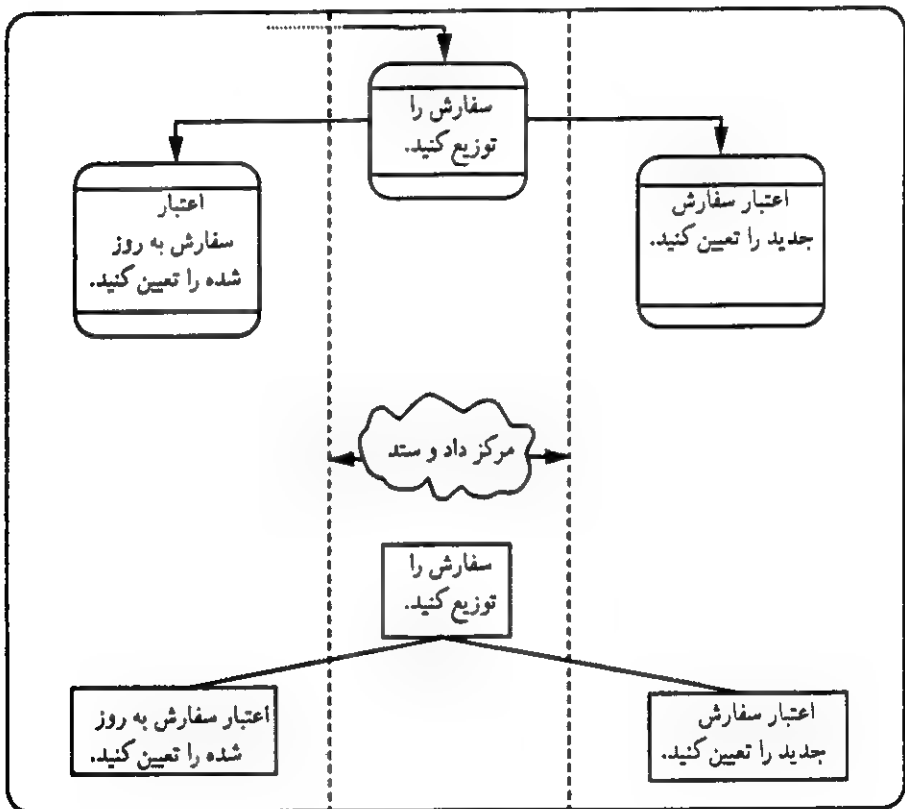 سفارش را
توزیع کنید.
اعتبار سفارش
جدید را تعیین کنید.
اعتبار
سفارش به روز
شده را تعیین کنید.
مرکز داد و ستد
سفارش را
توزیع کنید.
اعتبار سفارش
جدید را تعیین کنید.
اعتبار سفارش به روز
شده را تعیین کنید.